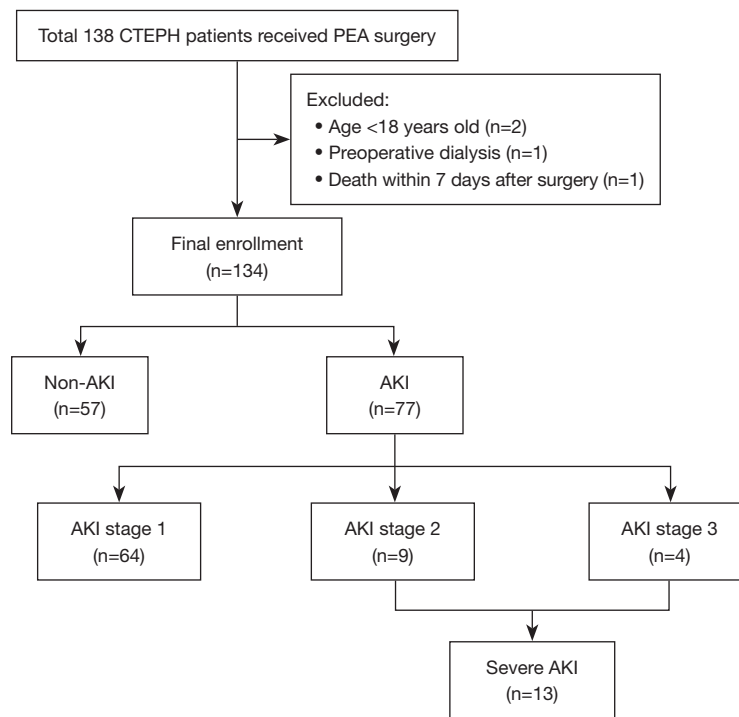 Total 138 CTEPH patients received PEA surgery
Excluded:
• Age <18 years old (n=2)
• Preoperative dialysis (n=1)
• Death within 7 days after surgery (n=1)
Final enrollment
(n=134)
Non-AKI
(n=57)
AKI
(n=77)
AKI stage 1
(n=64)
AKI stage 2
(n=9)
AKI stage 3
(n=4)
Severe AKI
(n=13)